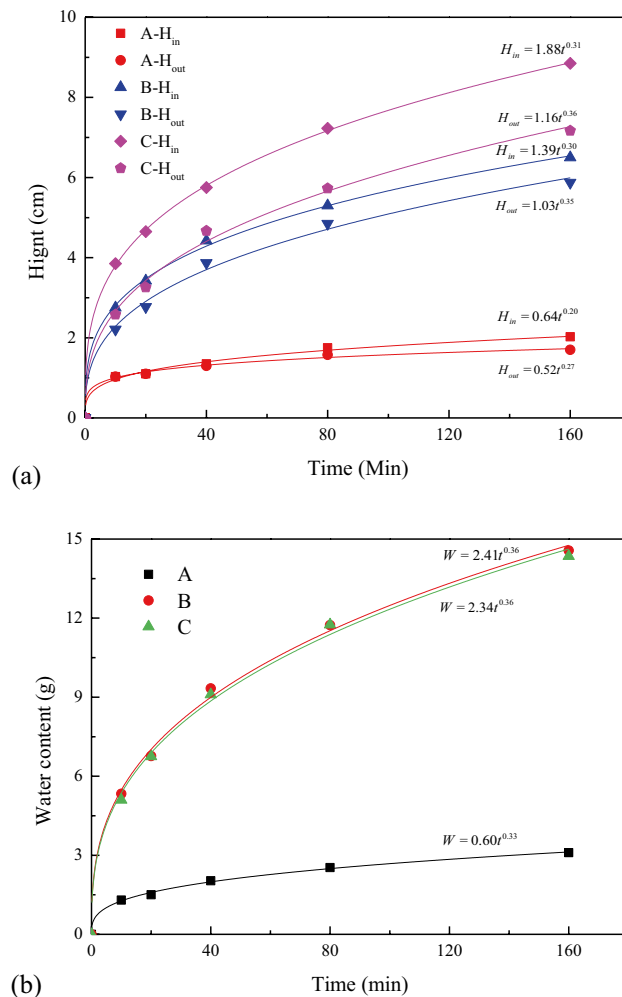 A-H_in
A-H_out
B-H_in
B-H_out
C-H_in
C-H_out
H_in = 1.88t^0.31
H_out = 1.16t^0.36
H_in = 1.39t^0.30
H_out = 1.03t^0.35
H_in = 0.64t^0.20
H_out = 0.52t^0.27
10
8
6
4
2
0
Hignt (cm)
0 40 80 120 160
Time (Min)
(a)
A
B
C
W = 2.41t^0.36
W = 2.34t^0.36
W = 0.60t^0.33
15
12
9
6
3
0
Water content (g)
0 40 80 120 160
Time (min)
(b)